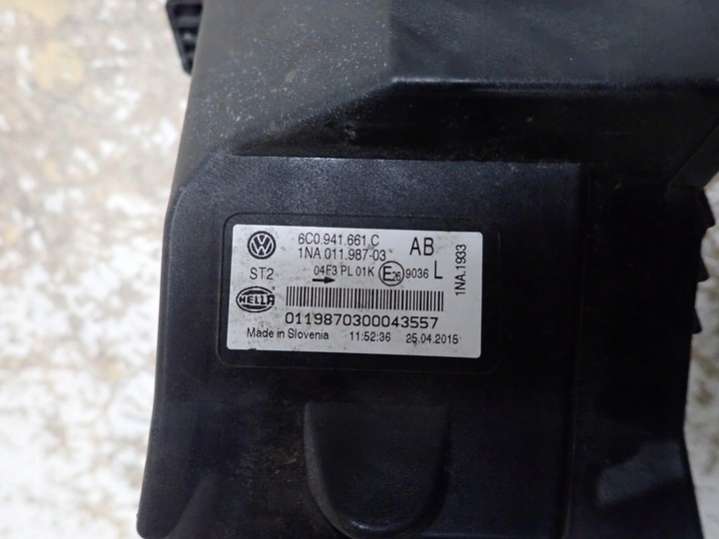 6C0.941.661.C AB
1NA 011.987-03
ST2 04F3 PL 01K E26 9036 L
1NA.1933
HELLA
0119870300043557
Made in Slovenia 11:52:36 25.04.2015